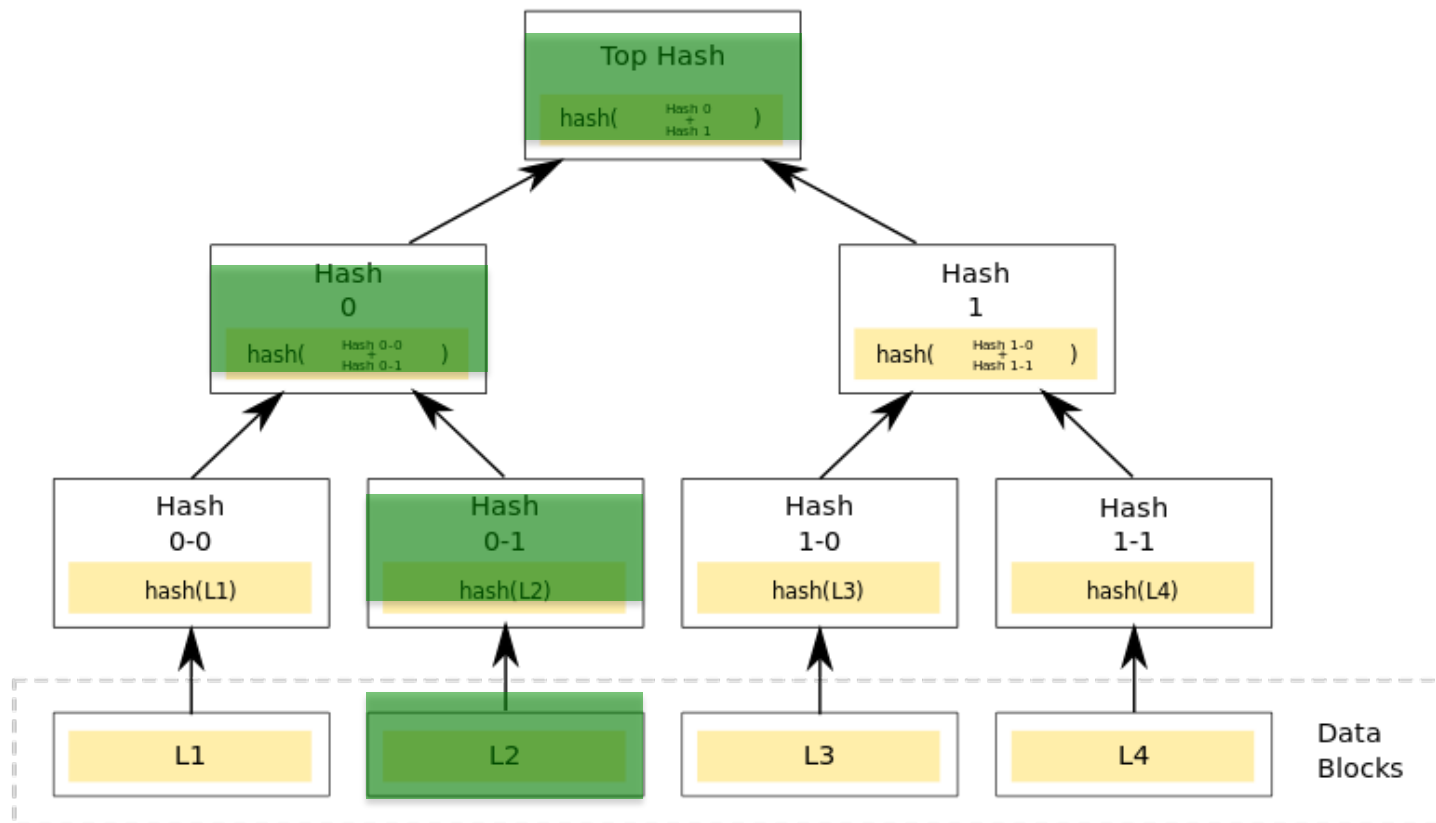 Top Hash
hash( Hash 0 + Hash 1 )
Hash
0
hash( Hash 0-0 + Hash 0-1 )
Hash
1
hash( Hash 1-0 + Hash 1-1 )
Hash
0-0
hash(L1)
Hash
0-1
hash(L2)
Hash
1-0
hash(L3)
Hash
1-1
hash(L4)
L1
L2
L3
L4
Data
Blocks